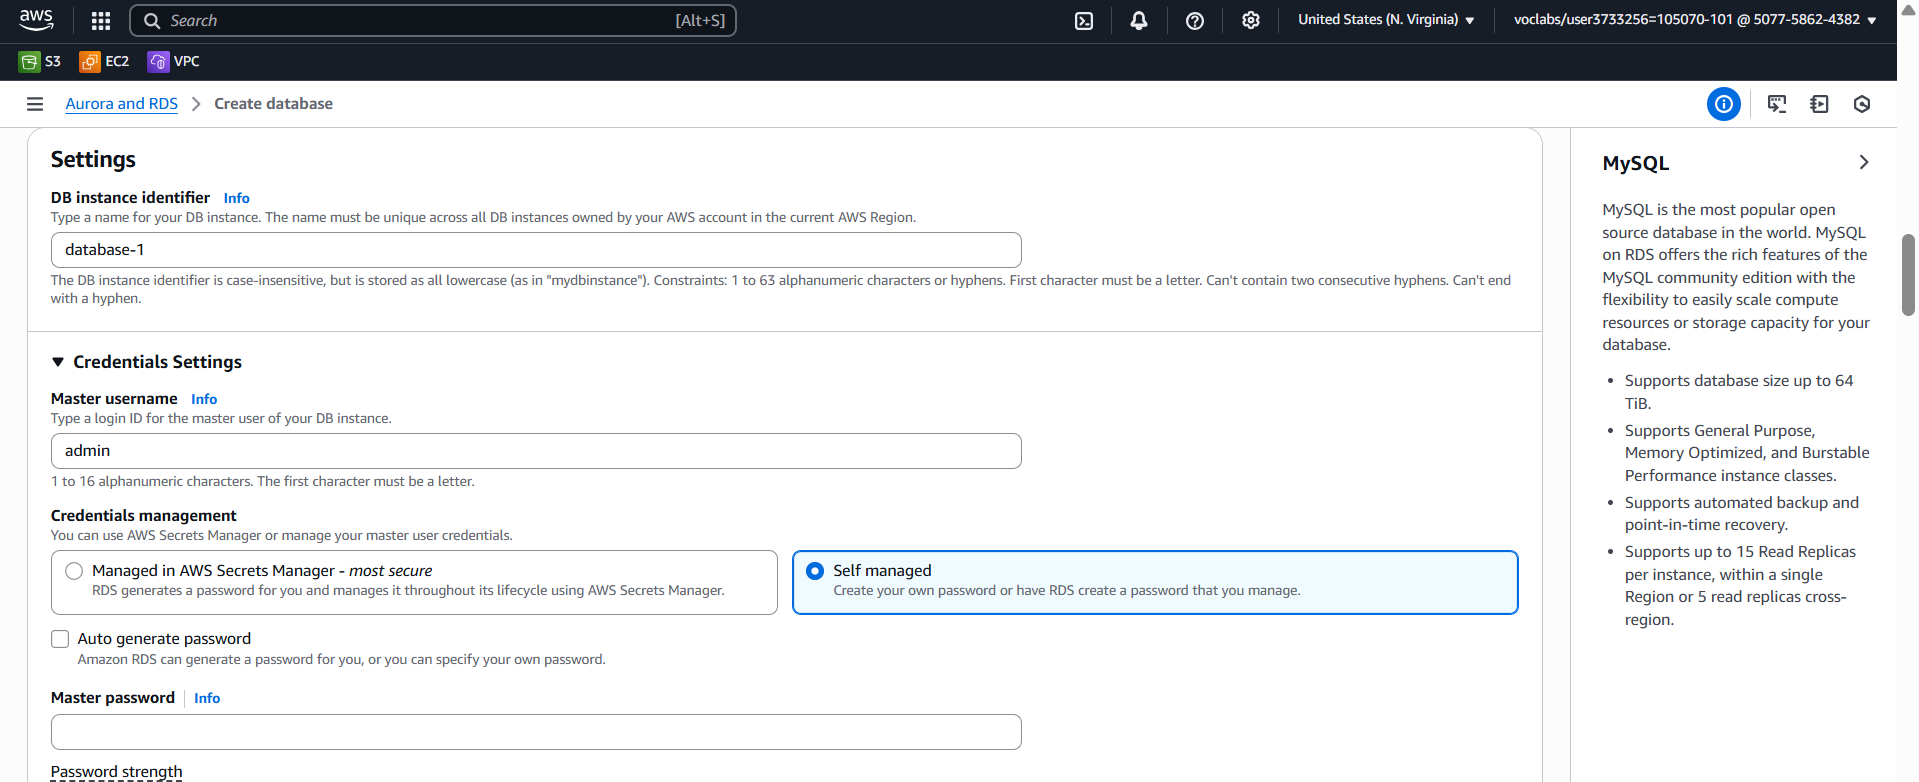 aws
Search [Alt+S]
United States (N. Virginia)
voclabs/user3733256=105070-101 @ 5077-5862-4382
S3 EC2 VPC
Aurora and RDS > Create database
Settings
DB instance identifier Info
Type a name for your DB instance. The name must be unique across all DB instances owned by your AWS account in the current AWS Region.
database-1
The DB instance identifier is case-insensitive, but is stored as all lowercase (as in "mydbinstance"). Constraints: 1 to 63 alphanumeric characters or hyphens. First character must be a letter. Can't contain two consecutive hyphens. Can't end
with a hyphen.
Credentials Settings
Master username Info
Type a login ID for the master user of your DB instance.
admin
1 to 16 alphanumeric characters. The first character must be a letter.
Credentials management
You can use AWS Secrets Manager or manage your master user credentials.
Managed in AWS Secrets Manager - most secure
RDS generates a password for you and manages it throughout its lifecycle using AWS Secrets Manager.
Self managed
Create your own password or have RDS create a password that you manage.
Auto generate password
Amazon RDS can generate a password for you, or you can specify your own password.
Master password Info
Password strength
MySQL
MySQL is the most popular open
source database in the world. MySQL
on RDS offers the rich features of the
MySQL community edition with the
flexibility to easily scale compute
resources or storage capacity for your
database.
• Supports database size up to 64
TiB.
• Supports General Purpose,
Memory Optimized, and Burstable
Performance instance classes.
• Supports automated backup and
point-in-time recovery.
• Supports up to 15 Read Replicas
per instance, within a single
Region or 5 read replicas cross-
region.